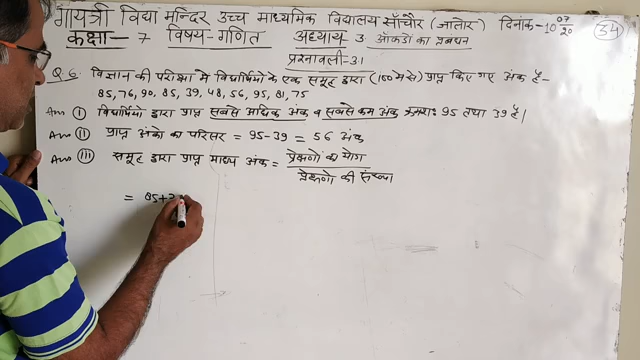 गायत्री विद्या मन्दिर उच्च माध्यमिक विद्यालय साँचौर (जालोर) दिनांक-10 07/20 34
कक्षा- 7 विषय-गणित अध्याय 3 आँकडो का प्रबंधन
प्रश्नावली-3.1
Q.6. विज्ञान की परीक्षा मे विद्यार्थियो के एक समूह द्वारा (100 मे से) प्राप्त किए गए अंक है-
85, 76, 90, 85, 39, 48, 56, 95, 81, 75
Ans (i) विद्यार्थियो द्वारा प्राप्त सबसे अधिक अंक व सबसे कम अंक क्रमशः 95 तथा 39 है।
Ans (ii) प्राप्त अंको का परिसर = 95-39 = 56 अंक
Ans (iii) समूह द्वारा प्राप्त माध्य अंक = प्रेक्षणो का योग
प्रेक्षणो की संख्या
= 85+7